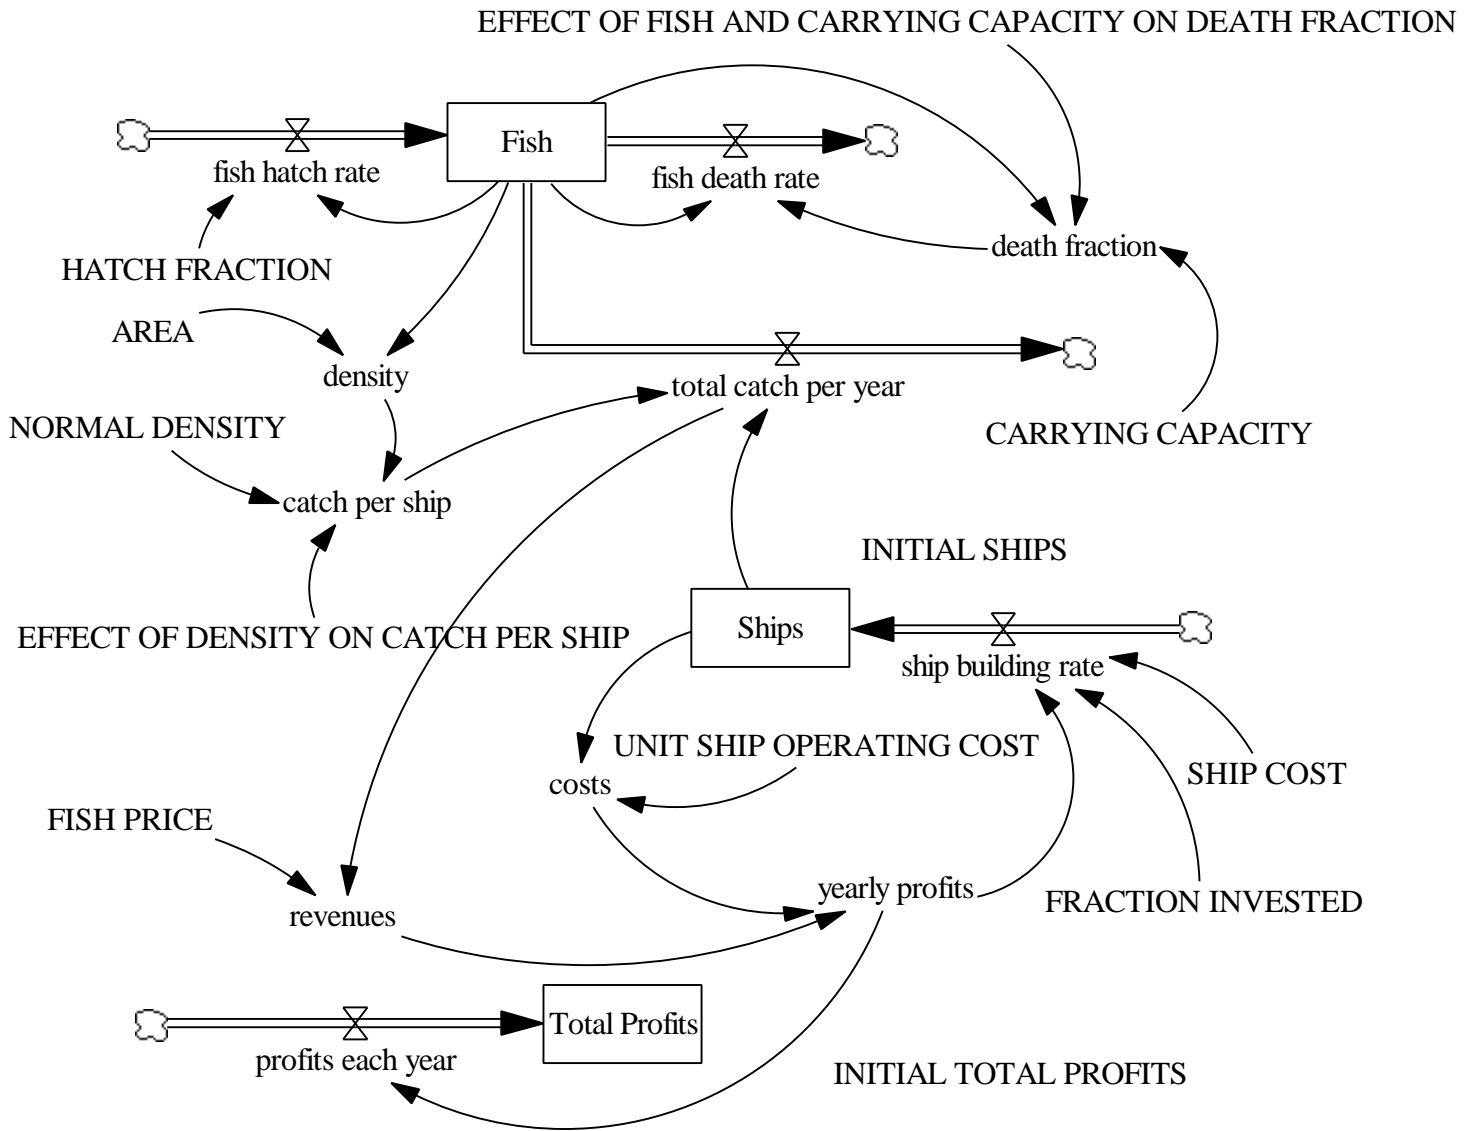 EFFECT OF FISH AND CARRYING CAPACITY ON DEATH FRACTION
Fish
fish hatch rate
fish death rate
death fraction
HATCH FRACTION
AREA
density
total catch per year
NORMAL DENSITY
CARRYING CAPACITY
catch per ship
INITIAL SHIPS
EFFECT OF DENSITY ON CATCH PER SHIP
Ships
ship building rate
UNIT SHIP OPERATING COST
SHIP COST
costs
FISH PRICE
yearly profits
FRACTION INVESTED
revenues
Total Profits
profits each year
INITIAL TOTAL PROFITS